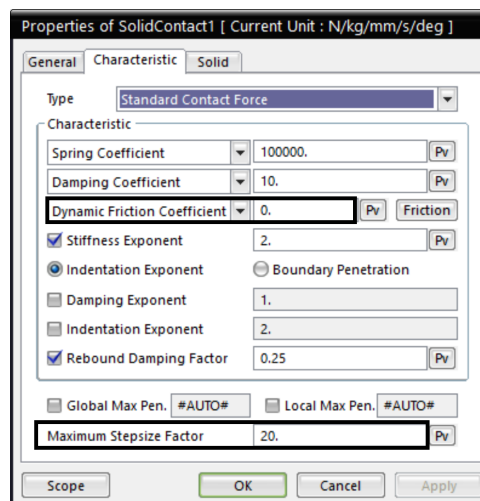 Properties of SolidContact1 [ Current Unit : N/kg/mm/s/deg ]
General Characteristic Solid
Type Standard Contact Force
Characteristic
Spring Coefficient 100000. Pv
Damping Coefficient 10. Pv
Dynamic Friction Coefficient 0. Pv Friction
Stiffness Exponent 2. Pv
Indentation Exponent Boundary Penetration
Damping Exponent 1.
Indentation Exponent 2.
Rebound Damping Factor 0.25 Pv
Global Max Pen. #AUTO# Local Max Pen. #AUTO#
Maximum Stepsize Factor 20. Pv
Scope OK Cancel Apply